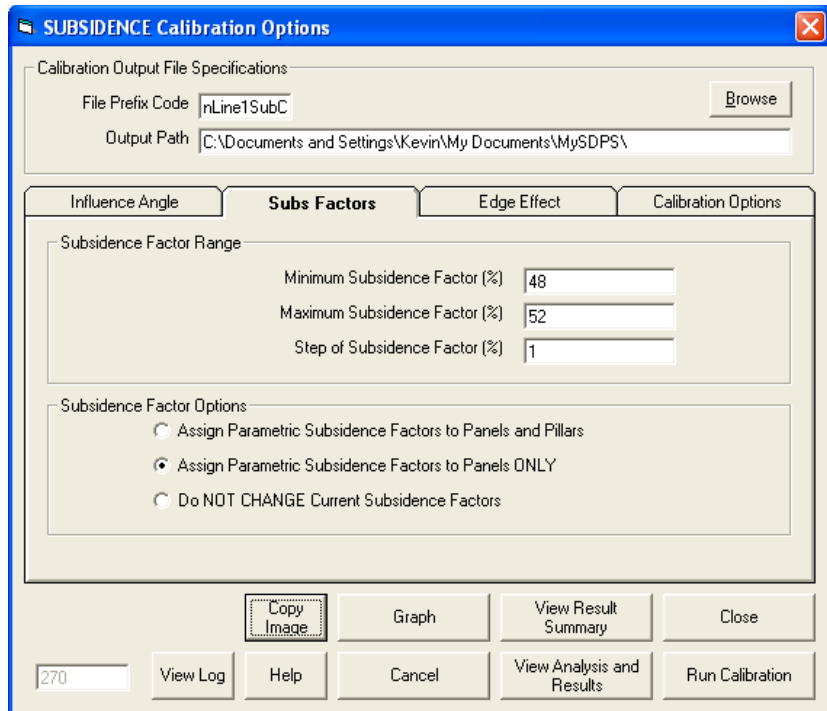 SUBSIDENCE Calibration Options
Calibration Output File Specifications
File Prefix Code nLine1SubC
Browse
Output Path C:\Documents and Settings\Kevin\My Documents\MySDPS\
Influence Angle Subs Factors Edge Effect Calibration Options
Subsidence Factor Range
Minimum Subsidence Factor (%) 48
Maximum Subsidence Factor (%) 52
Step of Subsidence Factor (%) 1
Subsidence Factor Options
Assign Parametric Subsidence Factors to Panels and Pillars
Assign Parametric Subsidence Factors to Panels ONLY
Do NOT CHANGE Current Subsidence Factors
Copy
Image
Graph
View Result
Summary
Close
270
View Log
Help
Cancel
View Analysis and
Results
Run Calibration